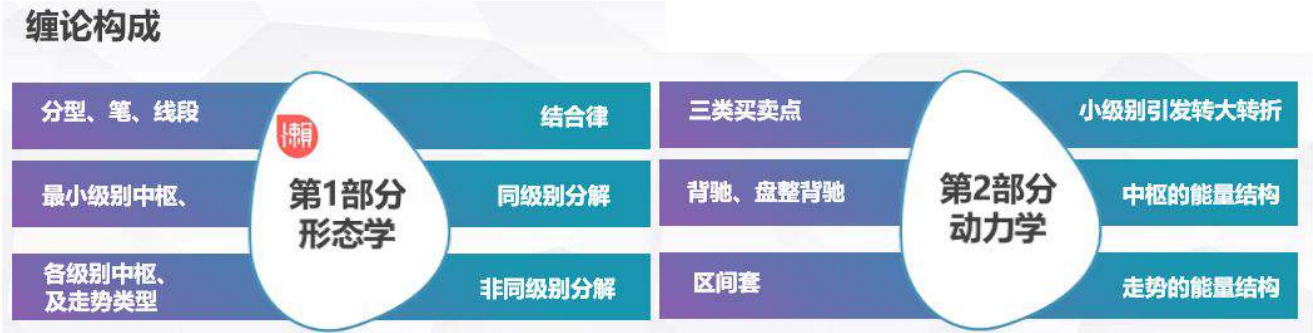 缠论构成
分型、笔、线段
结合律
最小级别中枢、
同级别分解
各级别中枢、
及走势类型
非同级别分解
懒
第1部分
形态学
三类买卖点
小级别引发转大转折
背驰、盘整背驰
中枢的能量结构
区间套
走势的能量结构
第2部分
动力学